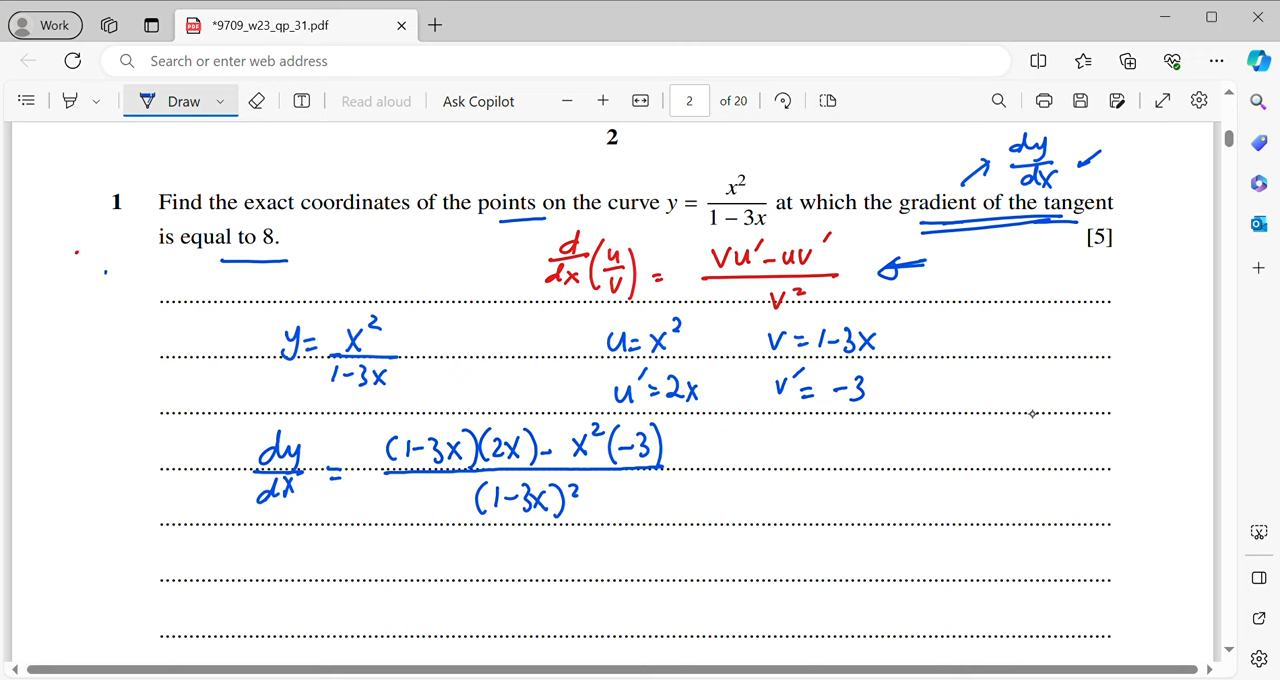 Work
*9709_w23_qp_31.pdf
Search or enter web address
Draw
Read aloud
Ask Copilot
2
of 20
2
dy/dx
1 Find the exact coordinates of the points on the curve y = x²/(1 – 3x) at which the gradient of the tangent
is equal to 8. [5]
d/dx (u/v) = (vu′ – uv′)/v²
y = x²/(1-3x) u = x² v = 1-3x
u′ = 2x v′ = -3
dy/dx = ((1-3x)(2x) - x²(-3))/(1-3x)²